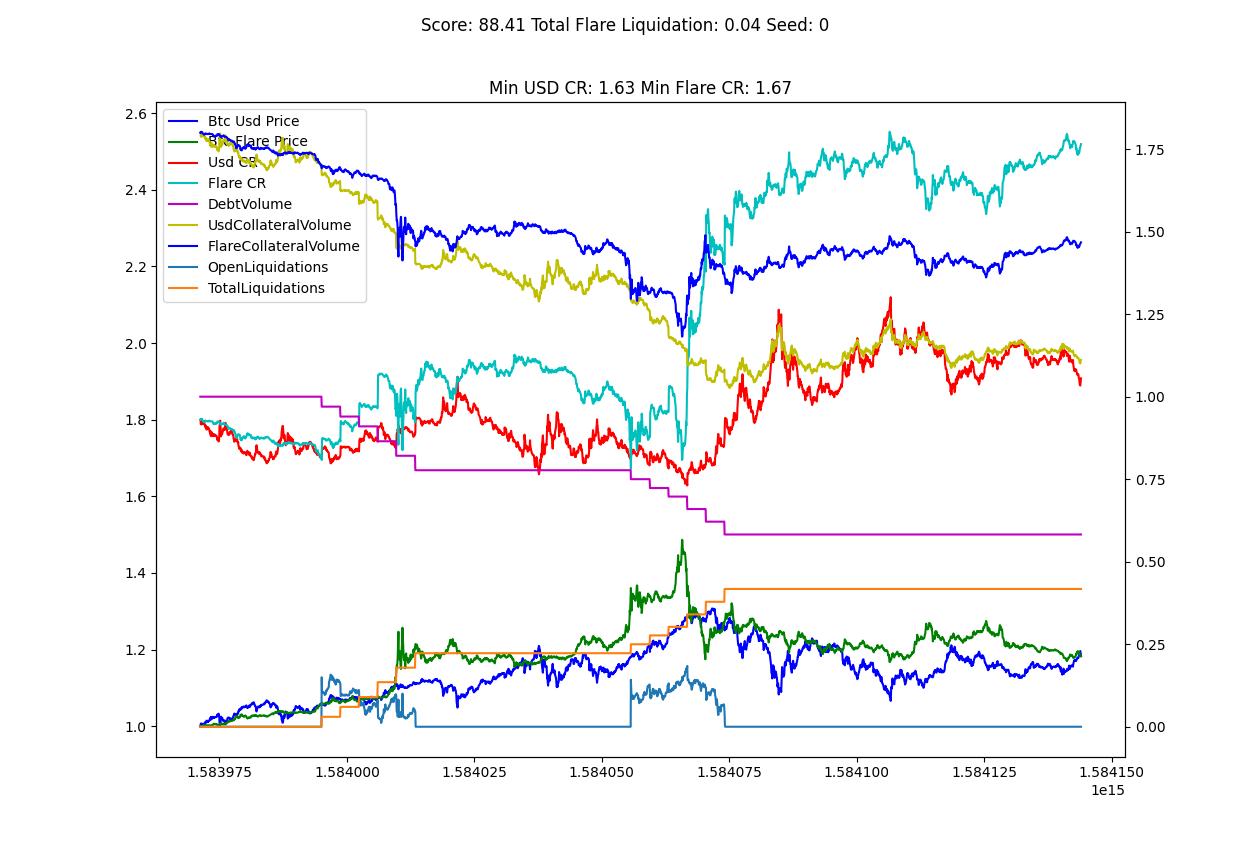 Score: 88.41 Total Flare Liquidation: 0.04 Seed: 0
Min USD CR: 1.63 Min Flare CR: 1.67
Btc Usd Price
Btc Flare Price
Usd CR
Flare CR
DebtVolume
UsdCollateralVolume
FlareCollateralVolume
OpenLiquidations
TotalLiquidations
2.6
2.4
2.2
2.0
1.8
1.6
1.4
1.2
1.0
1.75
1.50
1.25
1.00
0.75
0.50
0.25
0.00
1.583975 1.584000 1.584025 1.584050 1.584075 1.584100 1.584125 1.584150
1e15